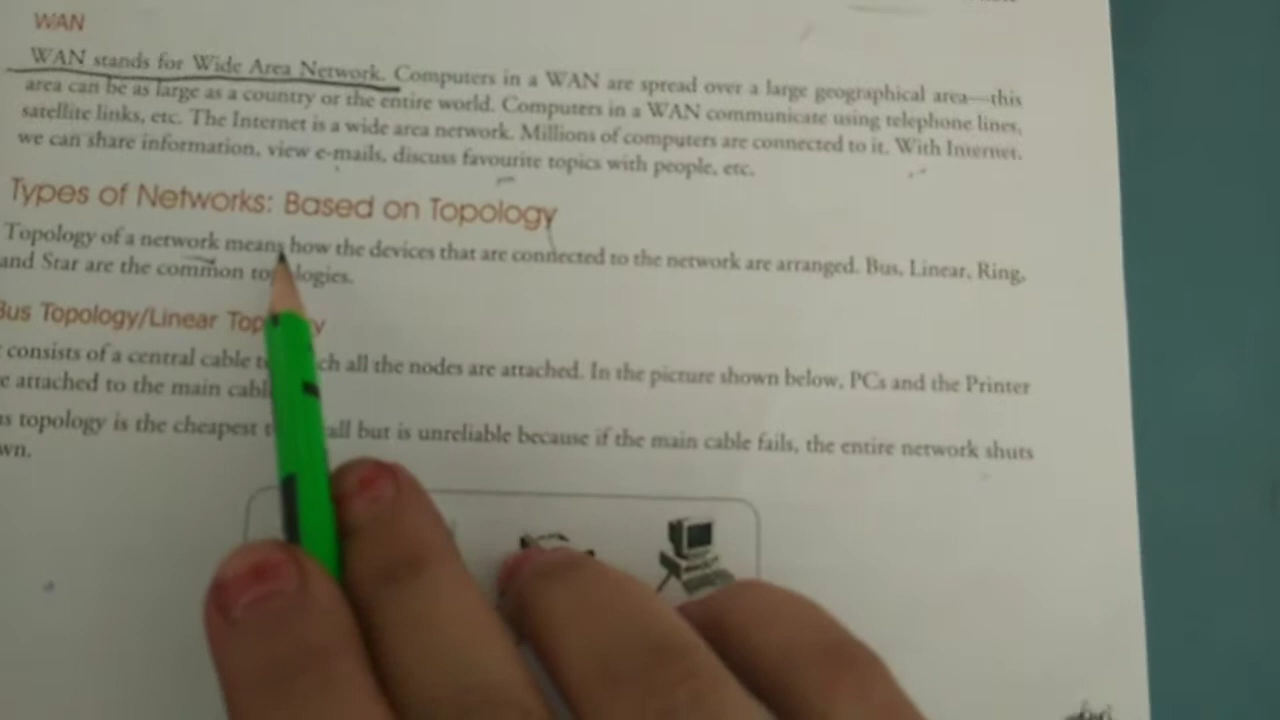 WAN
WAN stands for Wide Area Network. Computers in a WAN are spread over a large geographical area—this
area can be as large as a country or the entire world. Computers in a WAN communicate using telephone lines,
satellite links, etc. The Internet is a wide area network. Millions of computers are connected to it. With Internet,
we can share information, view e-mails, discuss favourite topics with people, etc.
Types of Networks: Based on Topology
Topology of a network means how the devices that are connected to the network are arranged. Bus, Linear, Ring,
and Star are the common topologies.
Bus Topology/Linear Topology
consists of a central cable ch all the nodes are attached. In the picture shown below, PCs and the Printer
attached to the main cabl
topology is the cheapest all but is unreliable because if the main cable fails, the entire network shuts
wn.